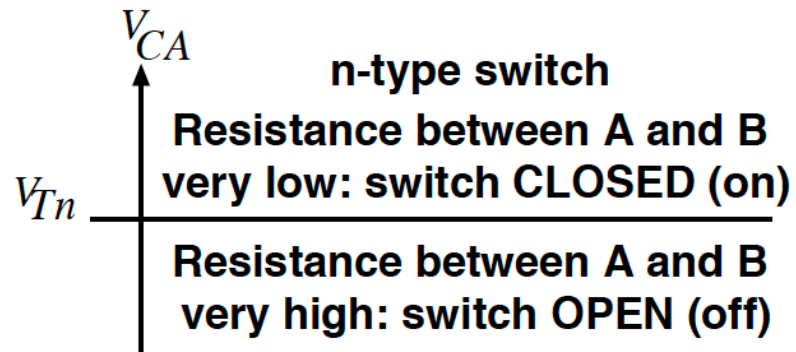 V_CA
n-type switch
Resistance between A and B
very low: switch CLOSED (on)
V_Tn
Resistance between A and B
very high: switch OPEN (off)